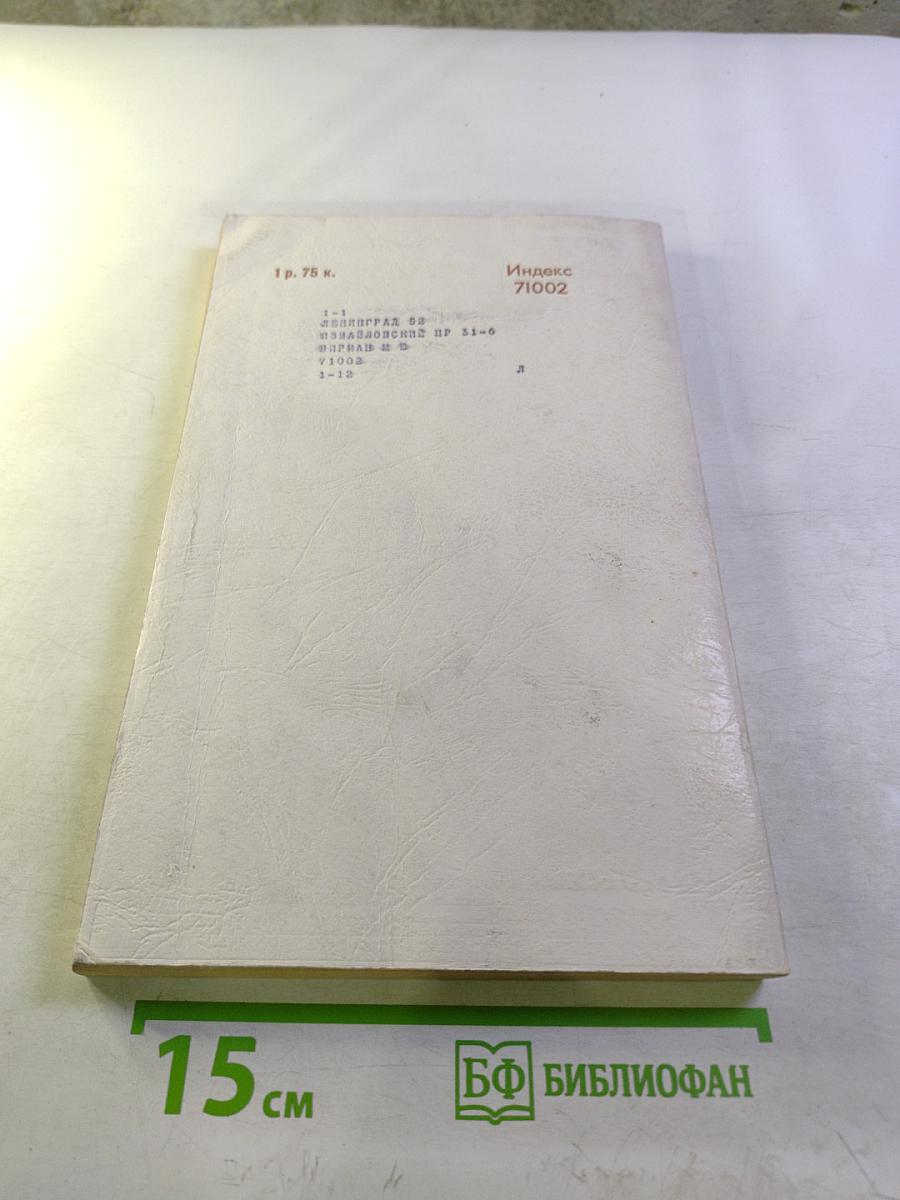 1 р. 75 к.
Индекс
71002
1-1
ЛЕНИНГРАД 52
ИЗМАЙЛОВСКИЙ ПР 31-6
71002
1-12
Л
15 см
БФ БИБЛИОФАН